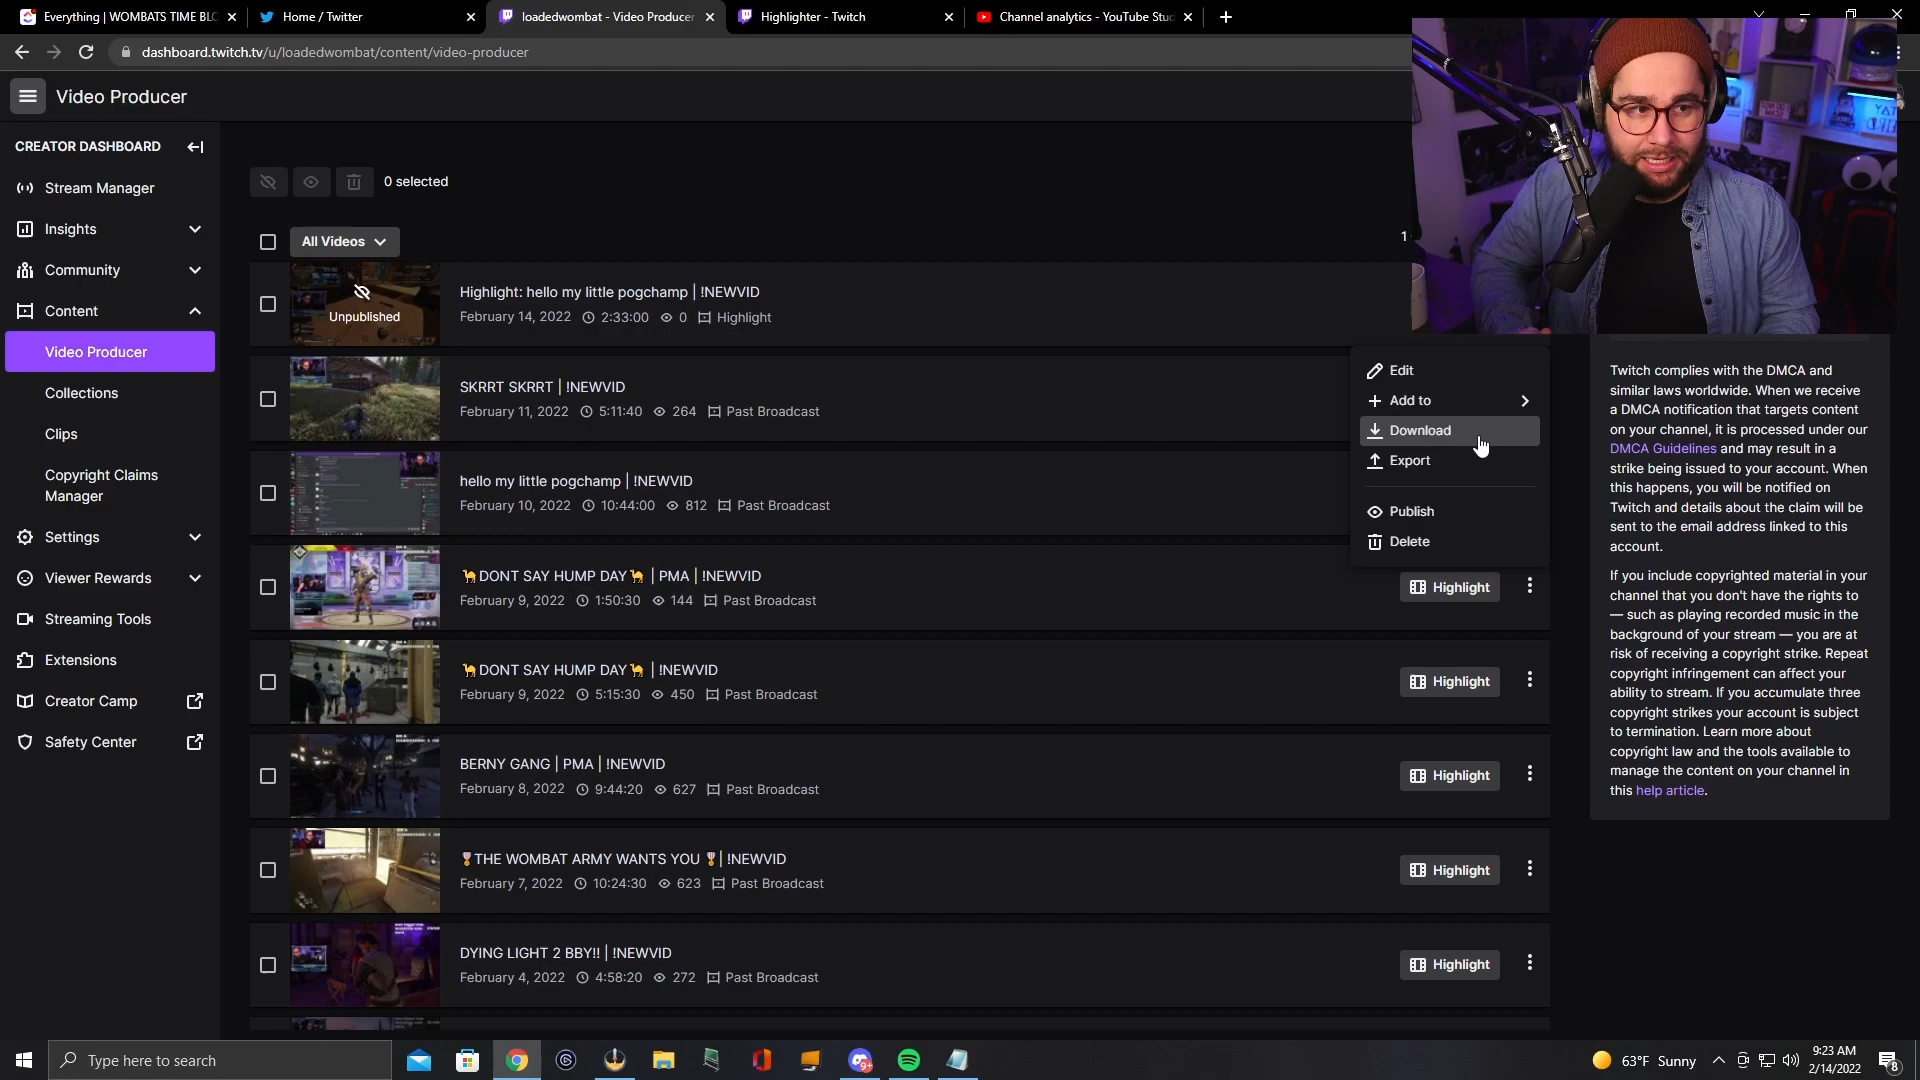 Everything | WOMBATS TIME BLO
Home / Twitter
loadedwombat - Video Producer
Highlighter - Twitch
Channel analytics - YouTube Stud
dashboard.twitch.tv/u/loadedwombat/content/video-producer
Video Producer
CREATOR DASHBOARD
Stream Manager
Insights
Community
Content
Video Producer
Collections
Clips
Copyright Claims
Manager
Settings
Viewer Rewards
Streaming Tools
Extensions
Creator Camp
Safety Center
0 selected
All Videos
1
Unpublished
Highlight: hello my little pogchamp | !NEWVID
February 14, 2022 2:33:00 0 Highlight
SKRRT SKRRT | !NEWVID
February 11, 2022 5:11:40 264 Past Broadcast
hello my little pogchamp | !NEWVID
February 10, 2022 10:44:00 812 Past Broadcast
🐪DONT SAY HUMP DAY🐪 | PMA | !NEWVID
February 9, 2022 1:50:30 144 Past Broadcast
Highlight
🐪DONT SAY HUMP DAY🐪 | !NEWVID
February 9, 2022 5:15:30 450 Past Broadcast
Highlight
BERNY GANG | PMA | !NEWVID
February 8, 2022 9:44:20 627 Past Broadcast
Highlight
🎖THE WOMBAT ARMY WANTS YOU 🎖| !NEWVID
February 7, 2022 10:24:30 623 Past Broadcast
Highlight
DYING LIGHT 2 BBY!! | !NEWVID
February 4, 2022 4:58:20 272 Past Broadcast
Highlight
Edit
Add to
Download
Export
Publish
Delete
Twitch complies with the DMCA and
similar laws worldwide. When we receive
a DMCA notification that targets content
on your channel, it is processed under our
DMCA Guidelines and may result in a
strike being issued to your account. When
this happens, you will be notified on
Twitch and details about the claim will be
sent to the email address linked to this
account.
If you include copyrighted material in your
channel that you don't have the rights to
— such as playing recorded music in the
background of your stream — you are at
risk of receiving a copyright strike. Repeat
copyright infringement can affect your
ability to stream. If you accumulate three
copyright strikes your account is subject
to termination. Learn more about
copyright law and the tools available to
manage the content on your channel in
this help article.
Type here to search
9+
63°F Sunny
9:23 AM
2/14/2022
8